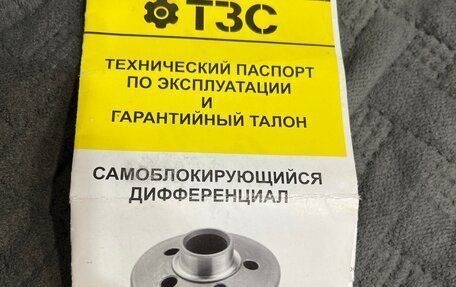 ТЗС
ТЕХНИЧЕСКИЙ ПАСПОРТ
ПО ЭКСПЛУАТАЦИИ
И
ГАРАНТИЙНЫЙ ТАЛОН
САМОБЛОКИРУЮЩИЙСЯ
ДИФФЕРЕНЦИАЛ